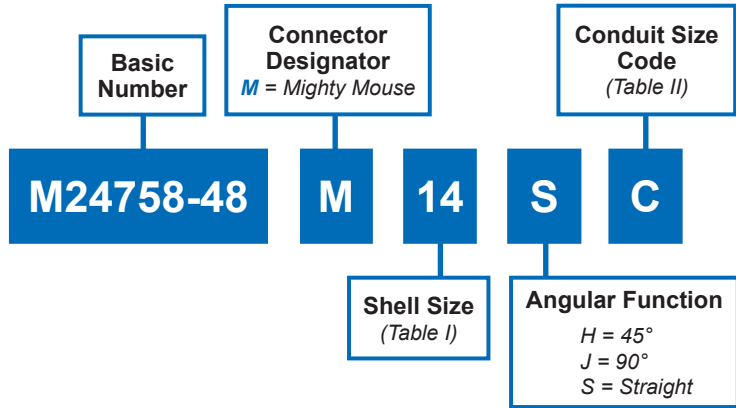 Basic
Number
Connector
Designator
M = Mighty Mouse
Conduit Size
Code
(Table II)
M24758-48
M
14
S
C
Shell Size
(Table I)
Angular Function
H = 45°
J = 90°
S = Straight